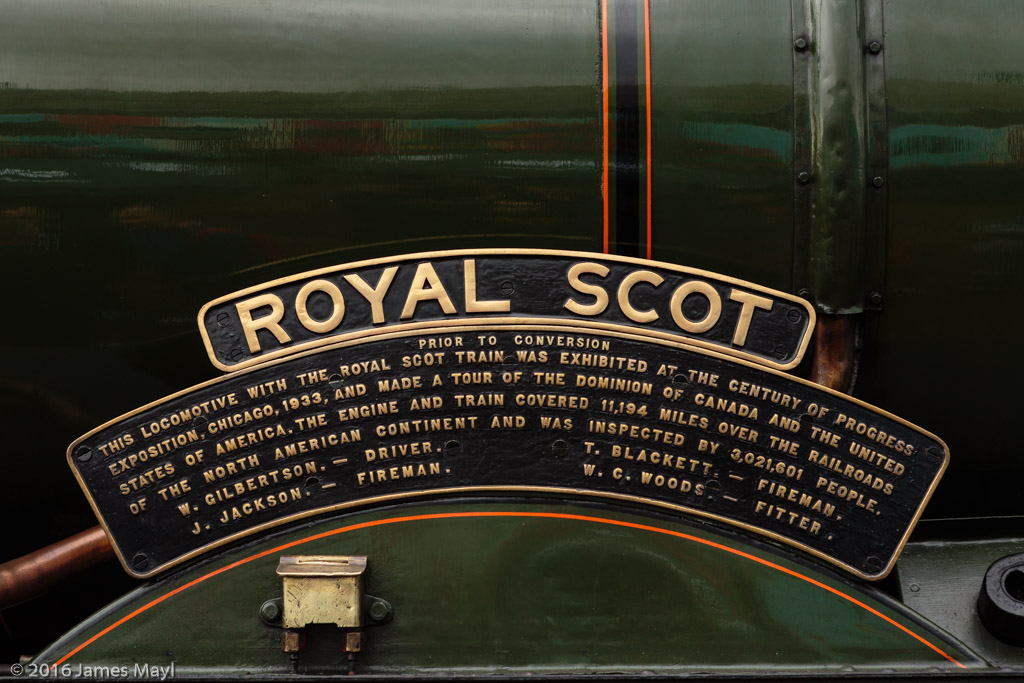 ROYAL SCOT
PRIOR TO CONVERSION
THIS LOCOMOTIVE WITH THE ROYAL SCOT TRAIN WAS EXHIBITED AT THE CENTURY OF PROGRESS
EXPOSITION, CHICAGO, 1933, AND MADE A TOUR OF THE DOMINION OF CANADA AND THE UNITED
STATES OF AMERICA. THE ENGINE AND TRAIN COVERED 11,194 MILES OVER THE RAILROADS
OF THE NORTH AMERICAN CONTINENT AND WAS INSPECTED BY 3,021,601 PEOPLE.
W. GILBERTSON. — DRIVER. T. BLACKETT. — FIREMAN.
J. JACKSON. — FIREMAN. W. C. WOODS — FITTER.
© 2016 James Mayl